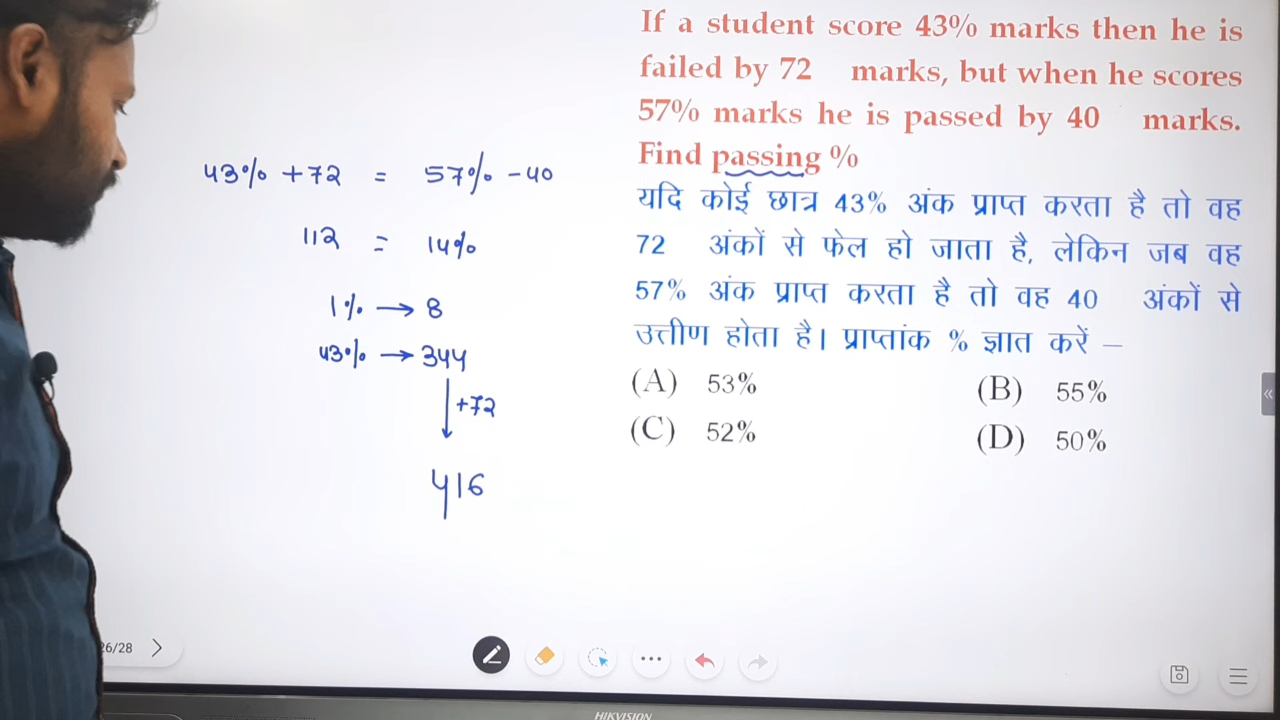 If a student score 43% marks then he is
failed by 72 marks, but when he scores
57% marks he is passed by 40 marks.
Find passing %
यदि कोई छात्र 43% अंक प्राप्त करता है तो वह
72 अंकों से फेल हो जाता है, लेकिन जब वह
57% अंक प्राप्त करता है तो वह 40 अंकों से
उत्तीण होता है। प्राप्तांक % ज्ञात करें –
(A) 53% (B) 55%
(C) 52% (D) 50%
43% + 72 = 57% - 40
112 = 14%
1% → 8
43% → 344
+72
416
26/28
HIKVISION